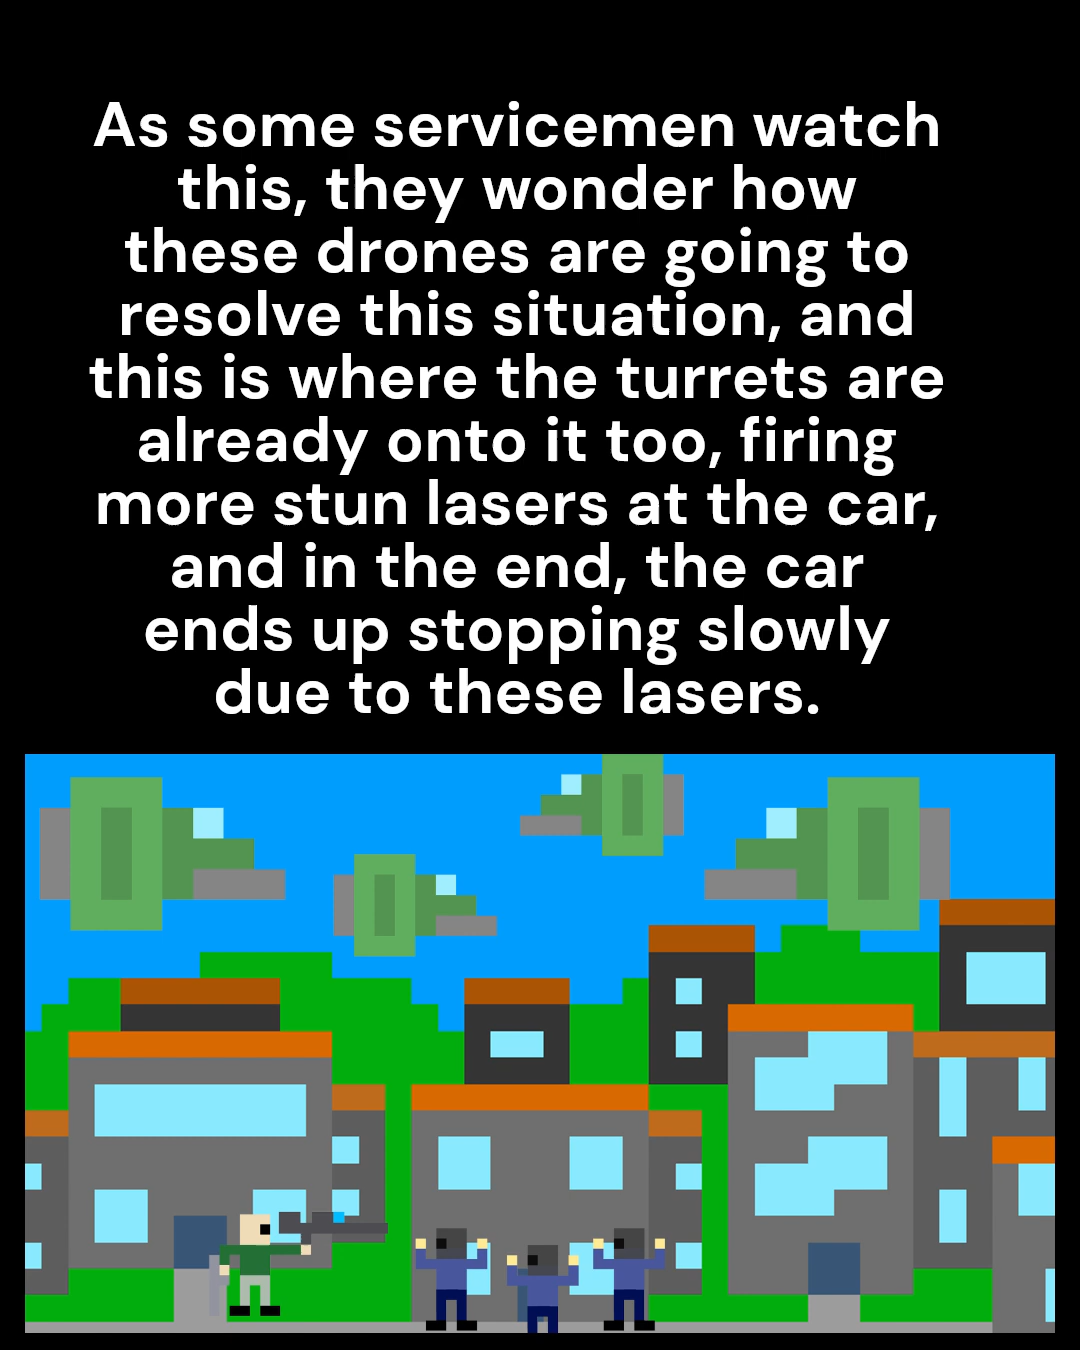 As some servicemen watch
this, they wonder how
these drones are going to
resolve this situation, and
this is where the turrets are
already onto it too, firing
more stun lasers at the car,
and in the end, the car
ends up stopping slowly
due to these lasers.